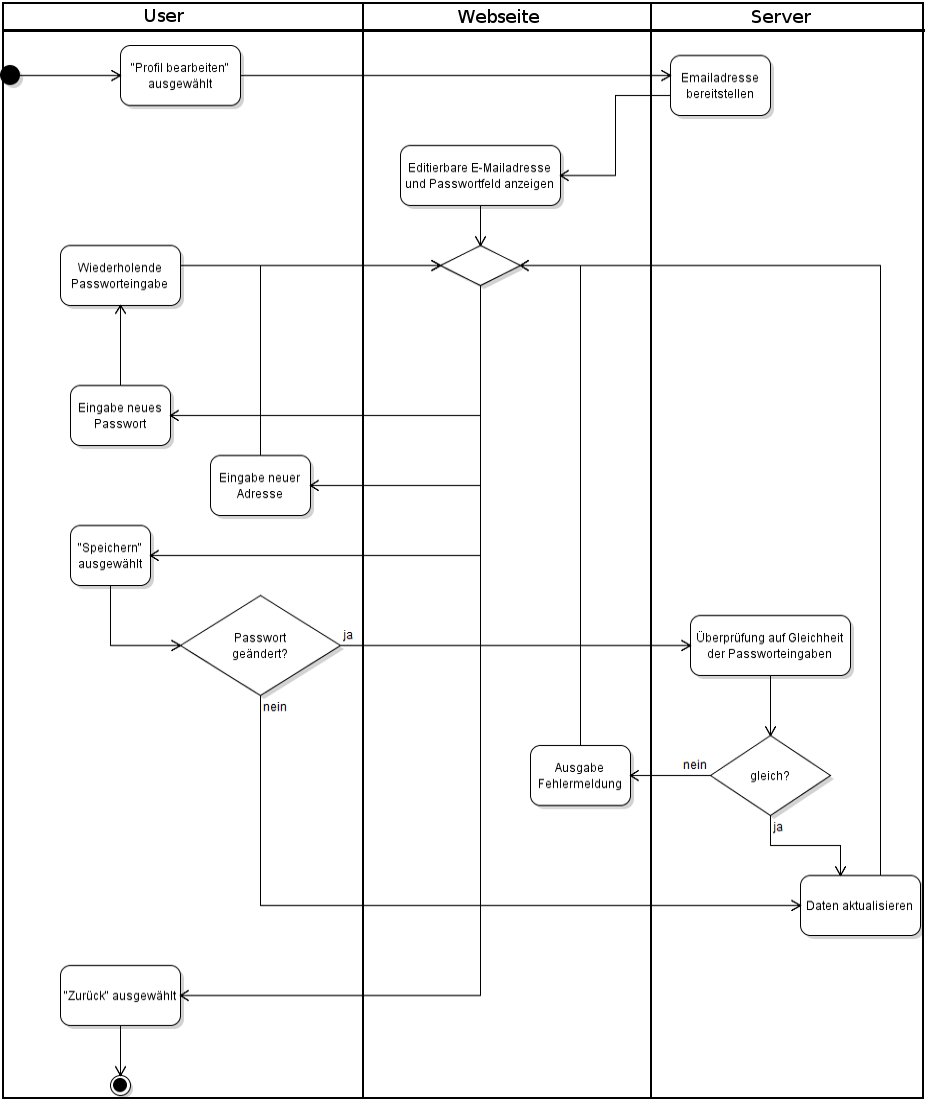 User
Webseite
Server
"Profil bearbeiten"
ausgewählt
Emailadresse
bereitstellen
Editierbare E-Mailadresse
und Passwortfeld anzeigen
Wiederholende
Passworteingabe
Eingabe neues
Passwort
Eingabe neuer
Adresse
"Speichern"
ausgewählt
Passwort
geändert?
ja
nein
Überprüfung auf Gleichheit
der Passworteingaben
gleich?
nein
ja
Ausgabe
Fehlermeldung
Daten aktualisieren
"Zurück" ausgewählt